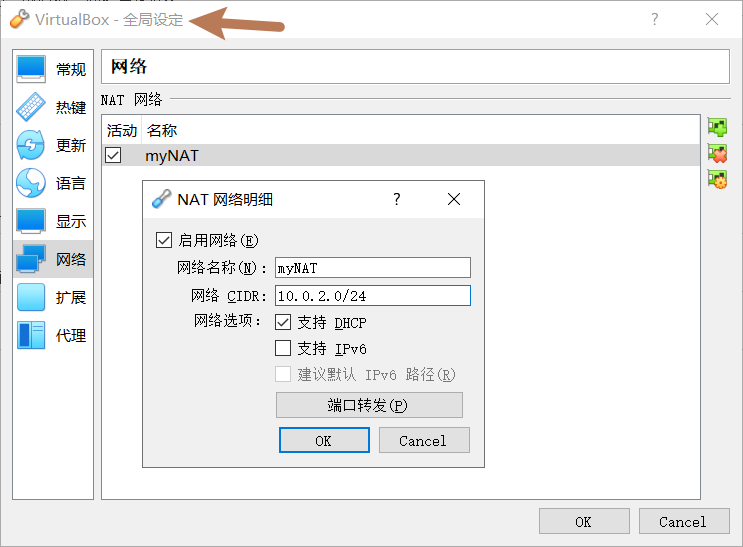 VirtualBox - 全局设定
常规
热键
更新
语言
显示
网络
扩展
代理
网络
NAT 网络
活动 名称
myNAT
NAT 网络明细
启用网络(E)
网络名称(N): myNAT
网络 CIDR: 10.0.2.0/24
网络选项: 支持 DHCP
支持 IPv6
建议默认 IPv6 路径(R)
端口转发(P)
OK Cancel
OK Cancel